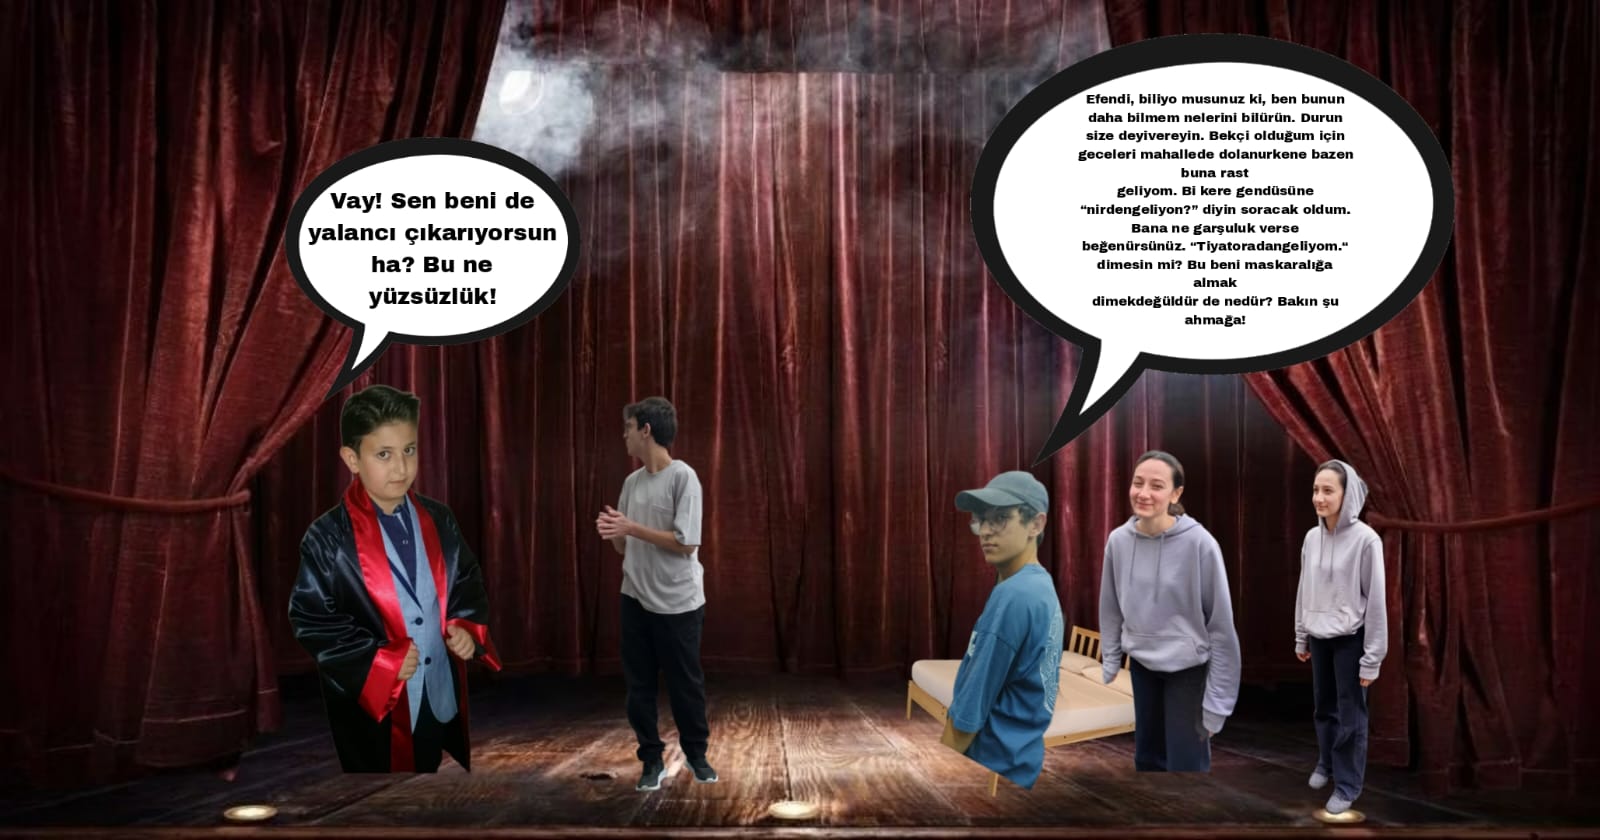 Vay! Sen beni de
yalancı çıkarıyorsun
ha? Bu ne
yüzsüzlük!
Efendi, biliyo musunuz ki, ben bunun
daha bilmem nelerini bilürün. Durun
size deyivereyin. Bekçi olduğum için
geceleri mahallede dolanurkene bazen
buna rast
geliyom. Bi kere gendüsüne
“nirdengeliyon?” diyin soracak oldum.
Bana ne garşuluk verse
beğenürsünüz. “Tiyatoradangeliyom.“
dimesin mi? Bu beni maskaralığa
almak
dimekdeğüldür de nedür? Bakın şu
ahmağa!